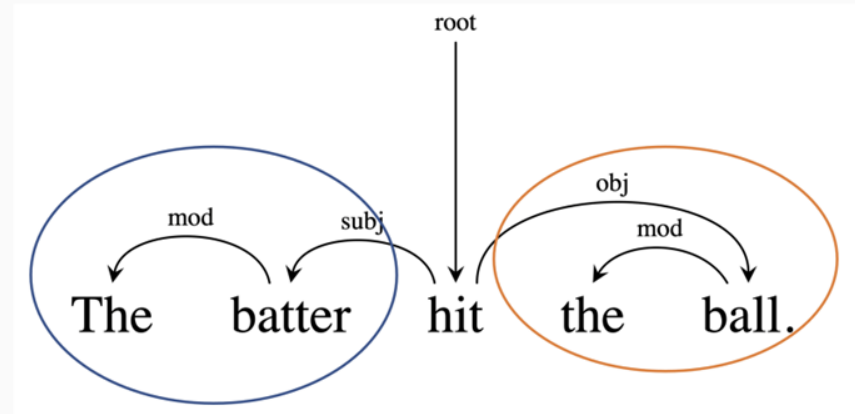 root
obj
mod subj mod
The batter hit the ball.